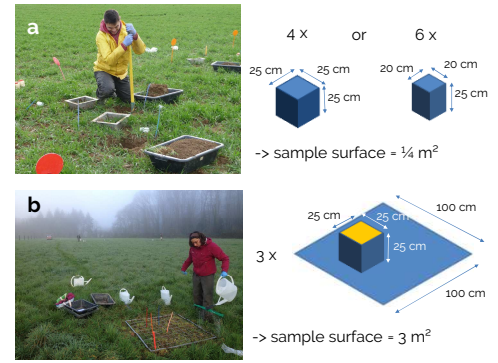 a
4 x or 6 x
25 cm 25 cm 20 cm 20 cm
25 cm 25 cm
-> sample surface = ¼ m²
b
25 cm 25 cm 100 cm
3 x 25 cm
100 cm
-> sample surface = 3 m²